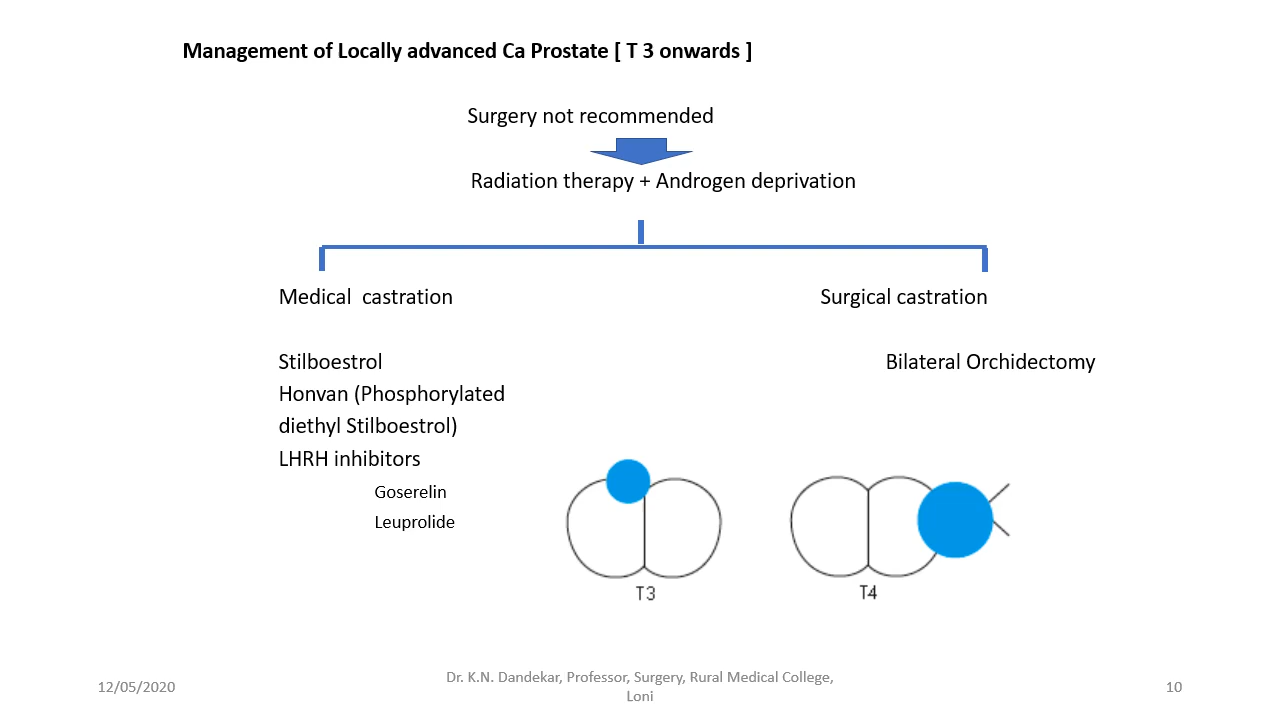 Management of Locally advanced Ca Prostate [ T 3 onwards ]
Surgery not recommended
Radiation therapy + Androgen deprivation
Medical  castration
Surgical castration
Stilboestrol
Bilateral Orchidectomy
Honvan (Phosphorylated
diethyl Stilboestrol)
LHRH inhibitors
Goserelin
Leuprolide
T3
T4
12/05/2020
Dr. K.N. Dandekar, Professor, Surgery, Rural Medical College,
Loni
10